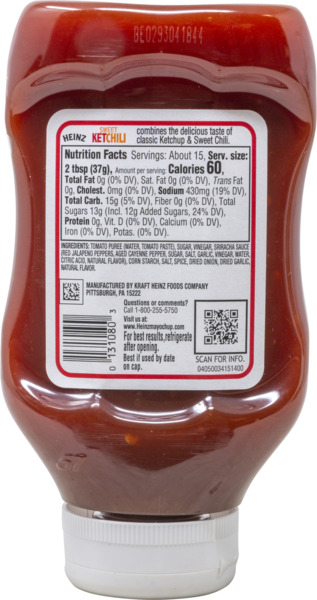 BE0293041844
HEINZ SWEET KETCHILI combines the delicious taste of
classic Ketchup & Sweet Chili.
Nutrition Facts Servings: About 15, Serv. size:
2 tbsp (37g), Amount per serving: Calories 60,
Total Fat 0g (0% DV), Sat. Fat 0g (0% DV), Trans Fat
0g, Cholest. 0mg (0% DV), Sodium 430mg (19% DV),
Total Carb. 15g (5% DV), Fiber 0g (0% DV), Total
Sugars 13g (Incl. 12g Added Sugars, 24% DV),
Protein 0g, Vit. D (0% DV), Calcium (0% DV),
Iron (0% DV), Potas. (0% DV).
INGREDIENTS: TOMATO PUREE (WATER, TOMATO PASTE), SUGAR, VINEGAR, SRIRACHA SAUCE
(RED JALAPENO PEPPERS, AGED CAYENNE PEPPER, SUGAR, SALT, GARLIC, VINEGAR, WATER,
CITRIC ACID, NATURAL FLAVOR), CORN STARCH, SALT, SPICE, DRIED ONION, DRIED GARLIC,
NATURAL FLAVOR.
MANUFACTURED BY KRAFT HEINZ FOODS COMPANY
PITTSBURGH, PA 15222
Questions or comments?
Call 1-800-255-5750
Visit us at:
www.Heinzmayochup.com
For best results, refrigerate
after opening.
Best if used by date
on cap.
0 131080 3
SCAN FOR INFO.
04050034151400